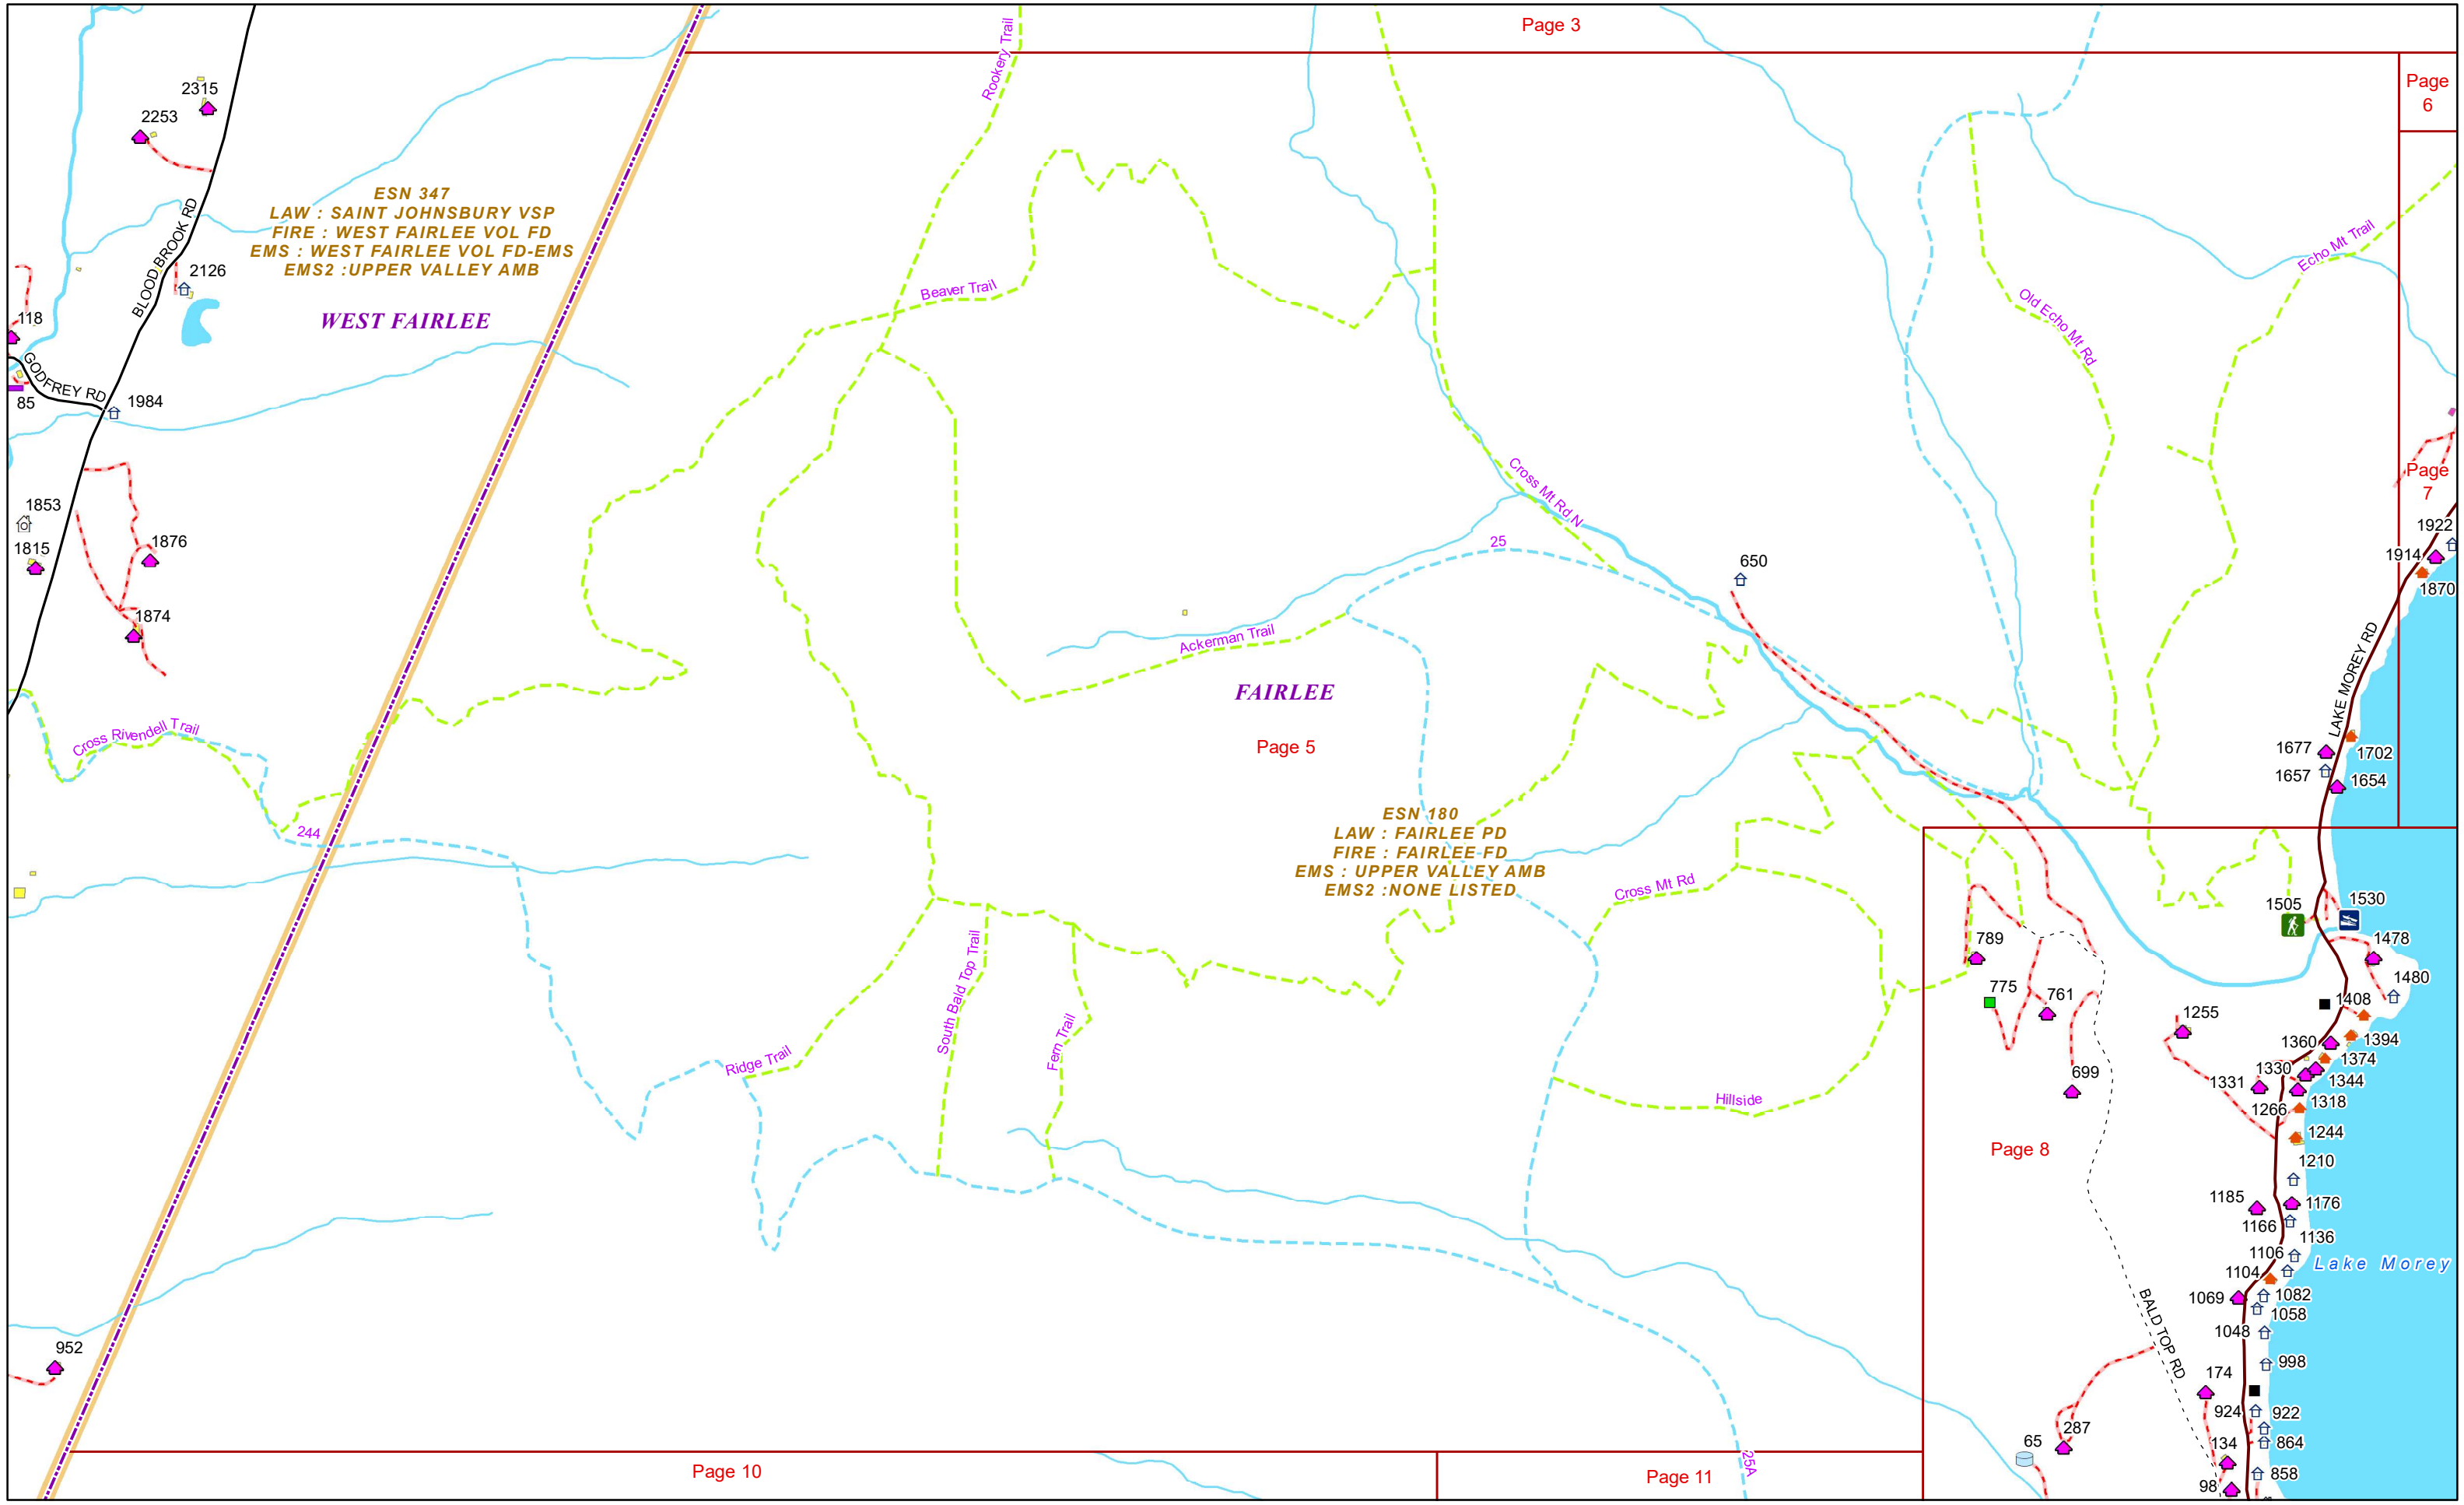 Page 3
Page
6
Rookery Trail
2315
2253
ESN 347
LAW : SAINT JOHNSBURY VSP
FIRE : WEST FAIRLEE VOL FD
EMS : WEST FAIRLEE VOL FD-EMS
EMS2 :UPPER VALLEY AMB
BLOOD BROOK RD
2126
WEST FAIRLEE
Beaver Trail
Echo Mt Trail
Old Echo Mt Rd
118
GODFREY RD
85
1984
Cross Mt Rd N
Page
7
1853
1815
1876
1874
25
650
1922
1914
1870
Ackerman Trail
FAIRLEE
Page 5
LAKE MOREY RD
Cross Rivendell Trail
244
1677
1702
1657
1654
ESN 180
LAW : FAIRLEE PD
FIRE : FAIRLEE FD
EMS : UPPER VALLEY AMB
EMS2 :NONE LISTED
Cross Mt Rd
1505
1530
789
1478
775
761
1480
1408
1255
South Bald Top Trail
Fern Trail
Ridge Trail
Hillside
1360
1394
1374
699
1331
1330
1344
1266
1318
1244
Page 8
1210
1185
1176
1166
1136
1106
Lake Morey
1104
1069
1082
1058
BALD TOP RD
1048
998
952
174
924
922
287
65
134
864
858
98
Page 10
Page 11
25A